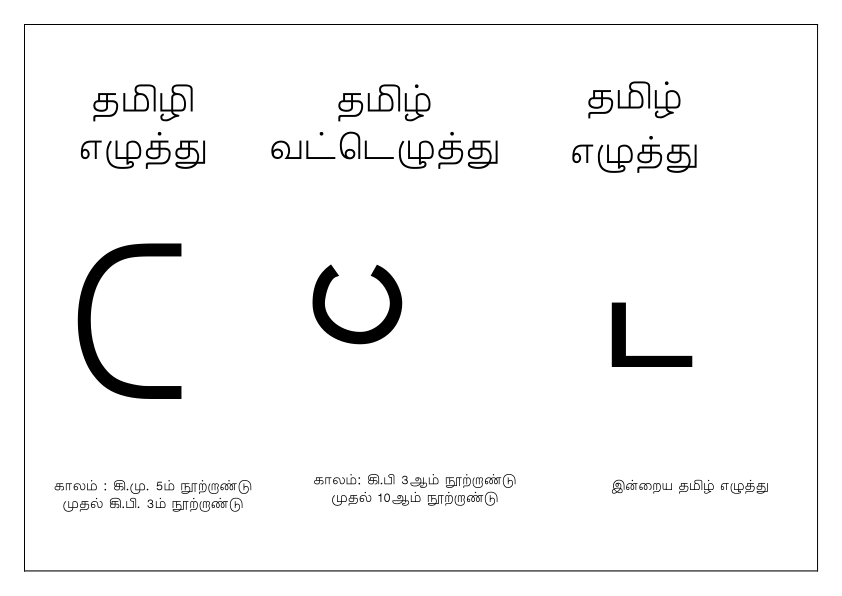 தமிழி
எழுத்து
தமிழ்
வட்டெழுத்து
தமிழ்
எழுத்து
ட
காலம் : கி.மு. 5ம் நூற்றாண்டு
முதல் கி.பி. 3ம் நூற்றாண்டு
காலம்: கி.பி 3ஆம் நூற்றாண்டு
முதல் 10ஆம் நூற்றாண்டு
இன்றைய தமிழ் எழுத்து